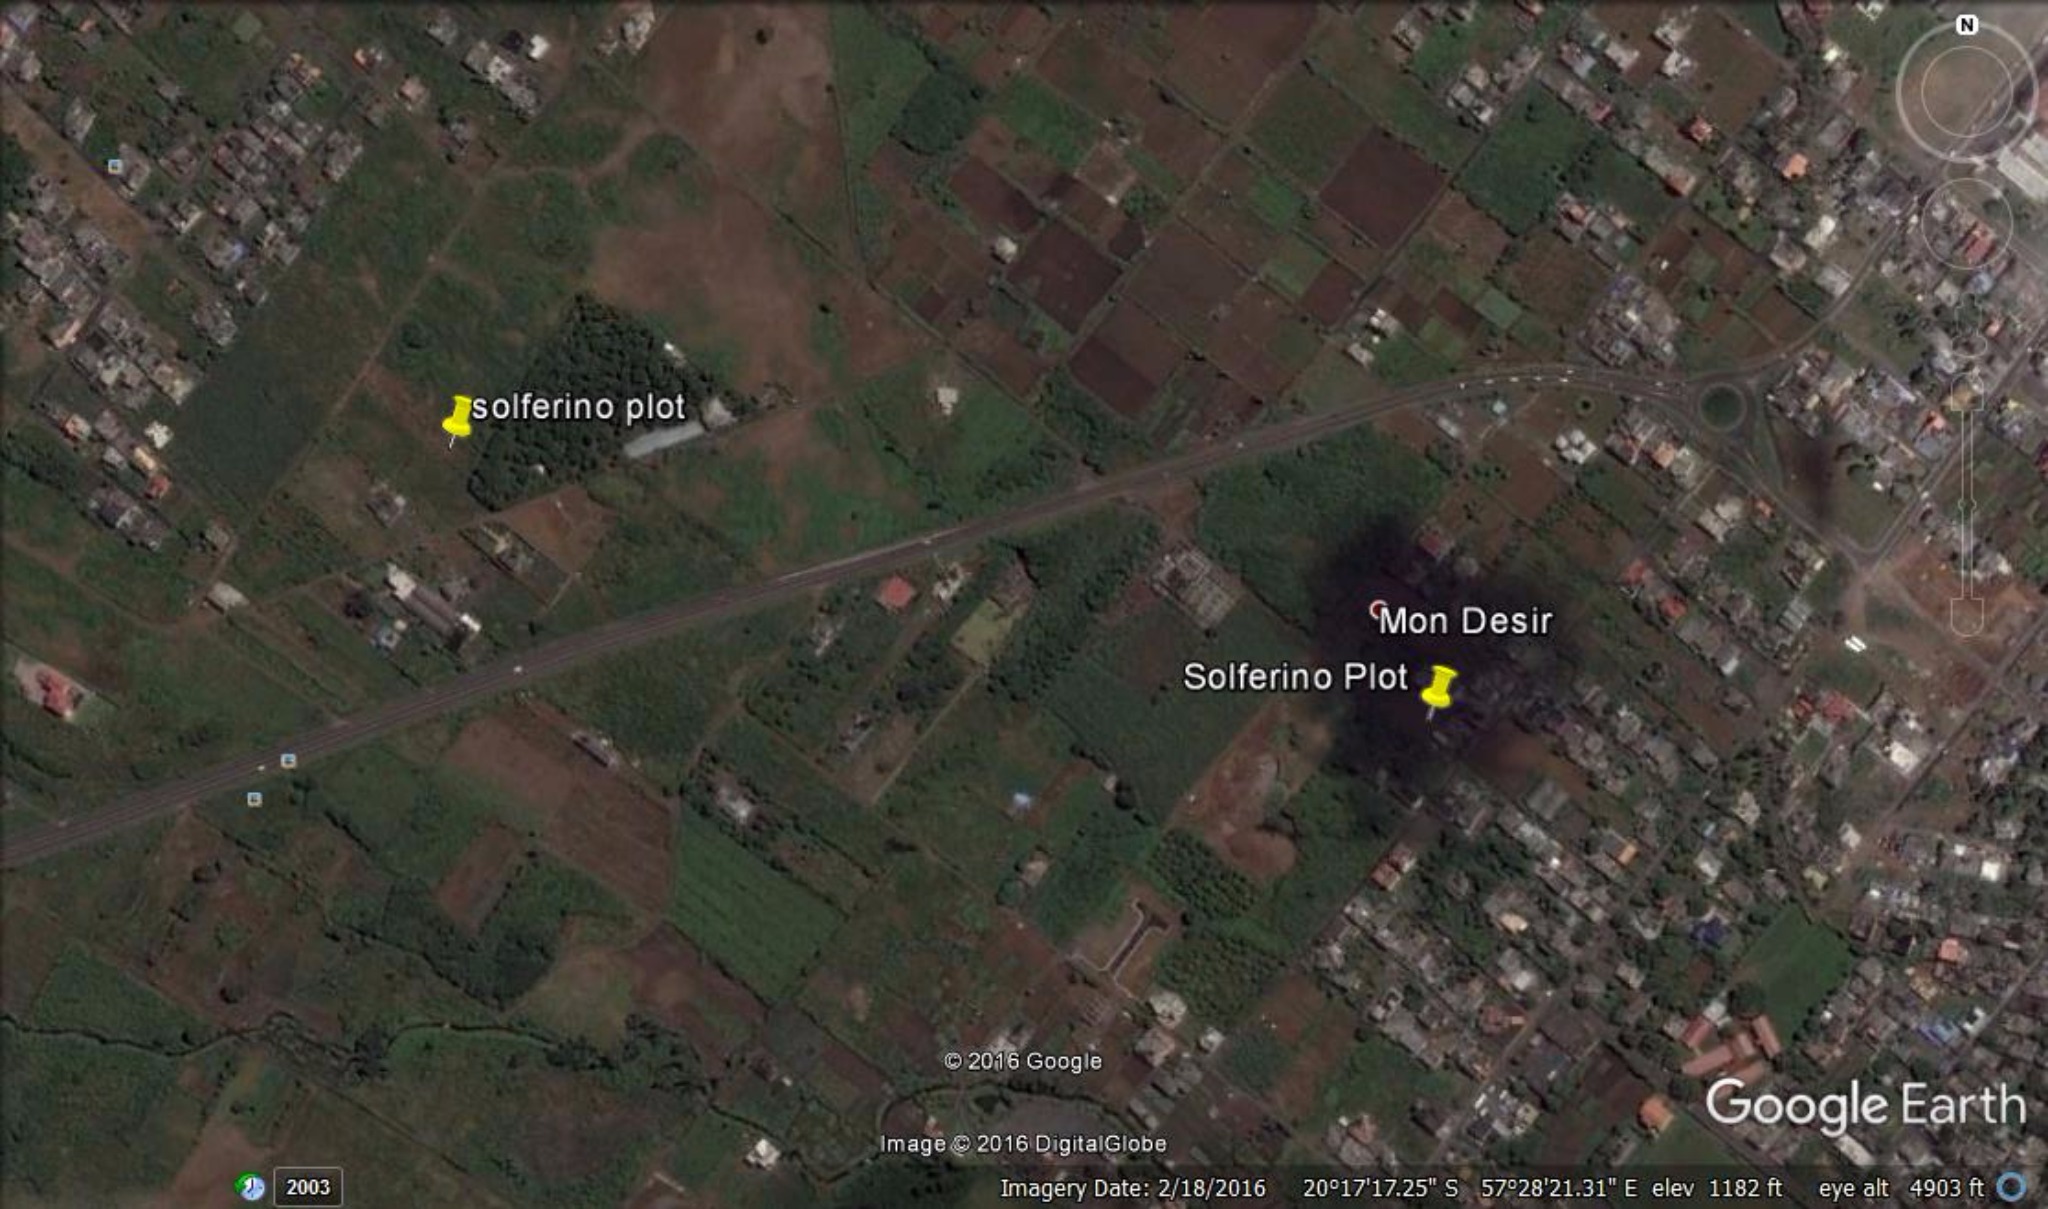 N
solferino plot
Mon Desir
Solferino Plot
© 2016 Google
Google Earth
Image © 2016 DigitalGlobe
2003
Imagery Date: 2/18/2016 20°17'17.25" S 57°28'21.31" E elev 1182 ft eye alt 4903 ft